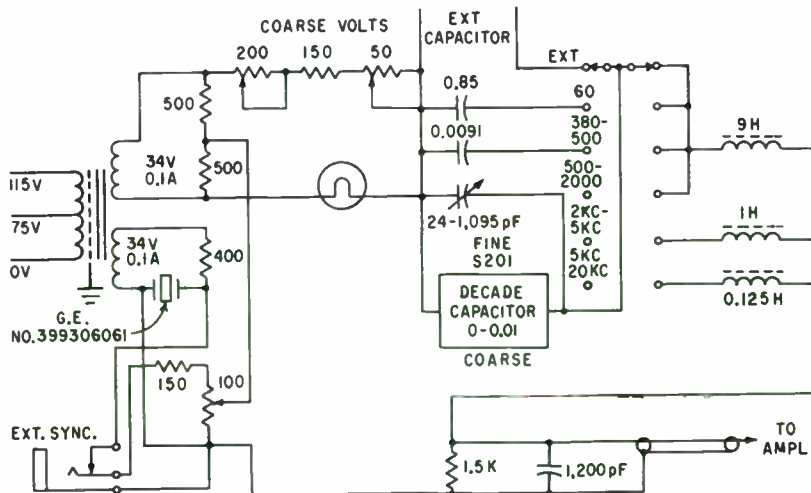 COARSE VOLTS
EXT
CAPACITOR
200
150
50
EXT
0.85
60
500
0.0091
380-
500
9H
34V
0.1A
500
500-
2000
115V
24-1,095pF
2KC-
5KC
1H
75V
34V
0.1A
400
FINE
S201
5KC
20KC
0V
DECADE
CAPACITOR
0-0.01
0.125H
G.E.
NO.399306061
COARSE
150
100
EXT. SYNC.
1.5K
1,200pF
TO
AMPL